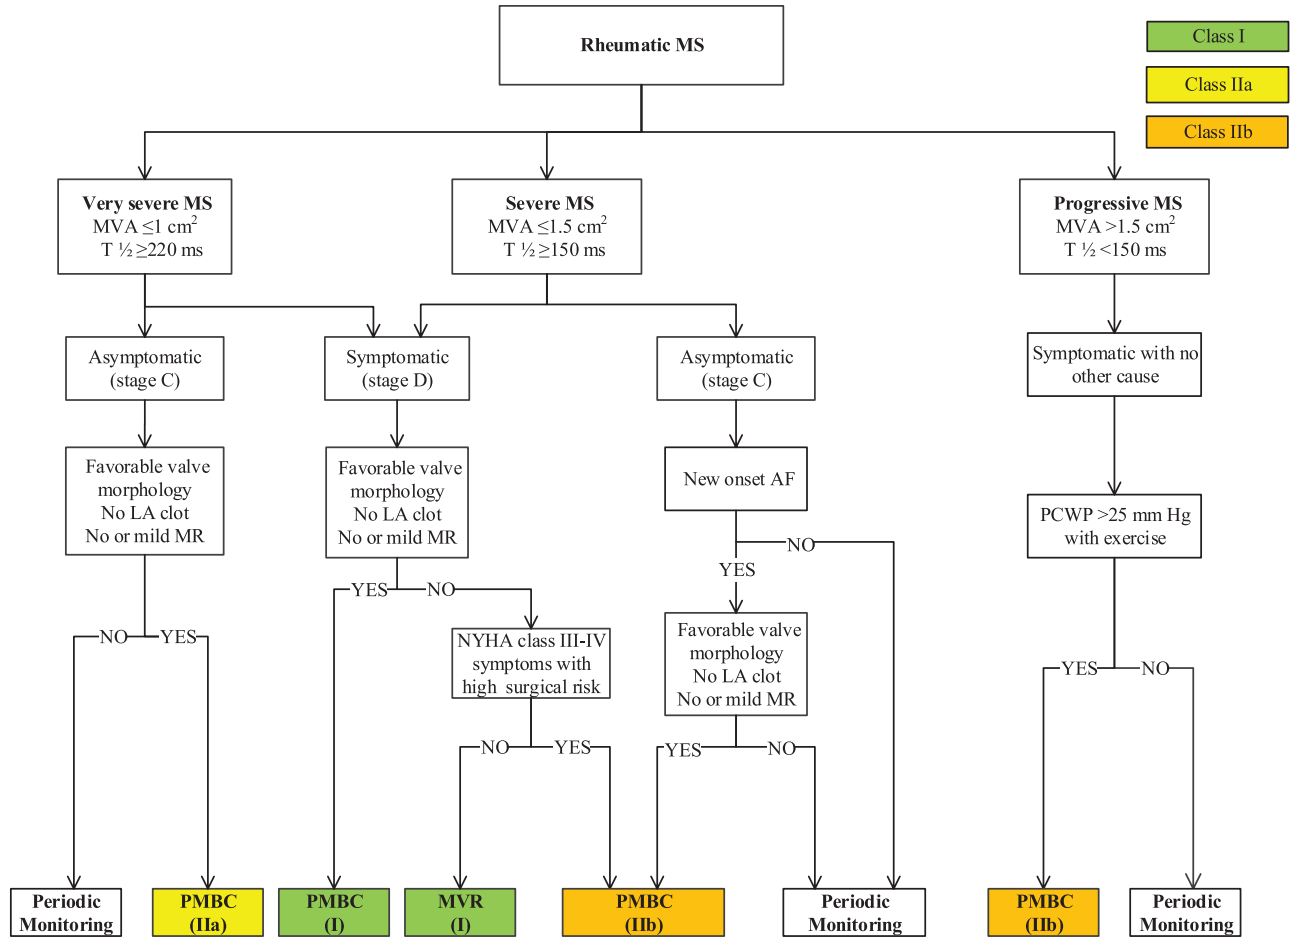 Rheumatic MS
Class I
Class IIa
Class IIb
Very severe MS
MVA ≤1 cm²
T ½ ≥220 ms
Severe MS
MVA ≤1.5 cm²
T ½ ≥150 ms
Progressive MS
MVA >1.5 cm²
T ½ <150 ms
Asymptomatic
(stage C)
Symptomatic
(stage D)
Asymptomatic
(stage C)
Symptomatic with no
other cause
Favorable valve
morphology
No LA clot
No or mild MR
Favorable valve
morphology
No LA clot
No or mild MR
New onset AF
PCWP >25 mm Hg
with exercise
NO
YES
YES
NO
YES
NO
NYHA class III-IV
symptoms with
high surgical risk
Favorable valve
morphology
No LA clot
No or mild MR
YES
NO
NO
YES
YES
NO
Periodic
Monitoring
PMBC
(IIa)
PMBC
(I)
MVR
(I)
PMBC
(IIb)
Periodic
Monitoring
PMBC
(IIb)
Periodic
Monitoring